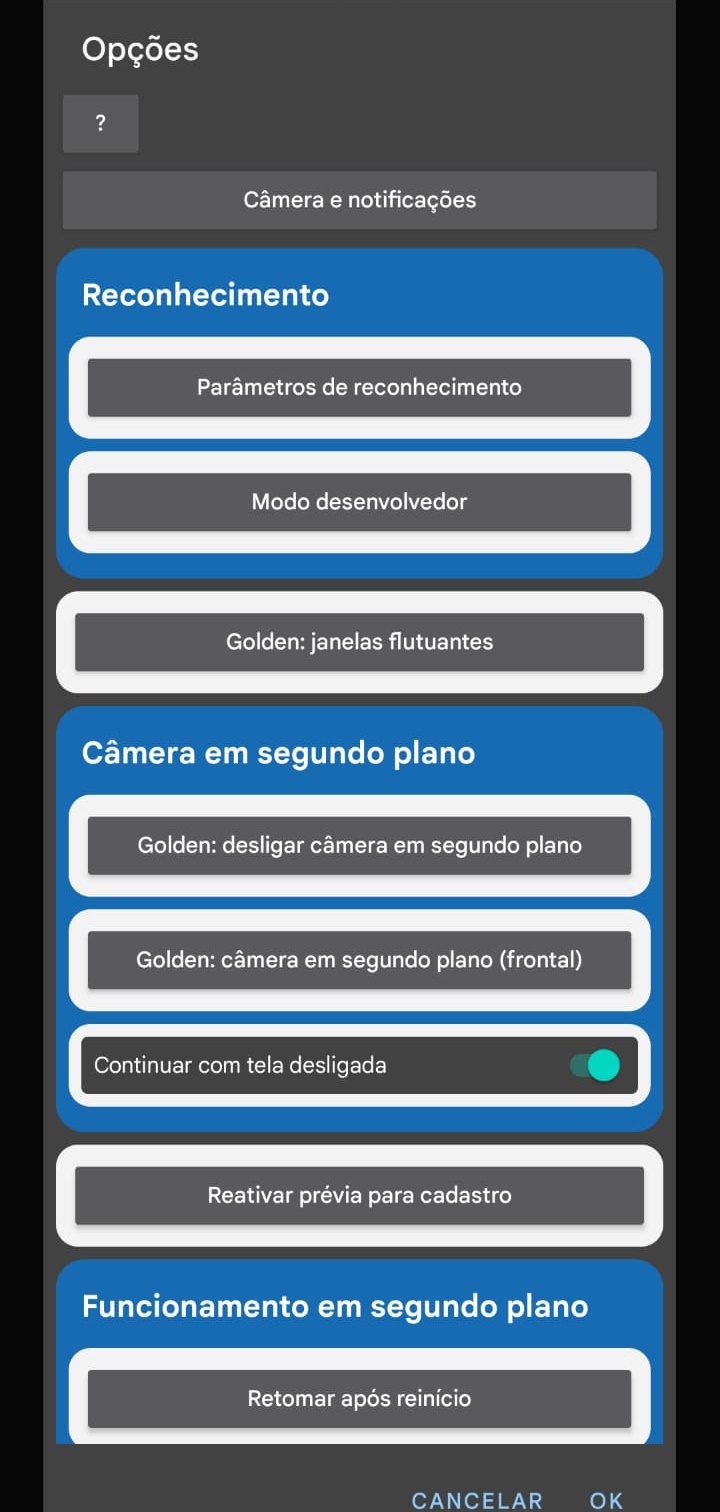 Opções
?
Câmera e notificações
Reconhecimento
Parâmetros de reconhecimento
Modo desenvolvedor
Golden: janelas flutuantes
Câmera em segundo plano
Golden: desligar câmera em segundo plano
Golden: câmera em segundo plano (frontal)
Continuar com tela desligada
Reativar prévia para cadastro
Funcionamento em segundo plano
Retomar após reinício
CANCELAR OK